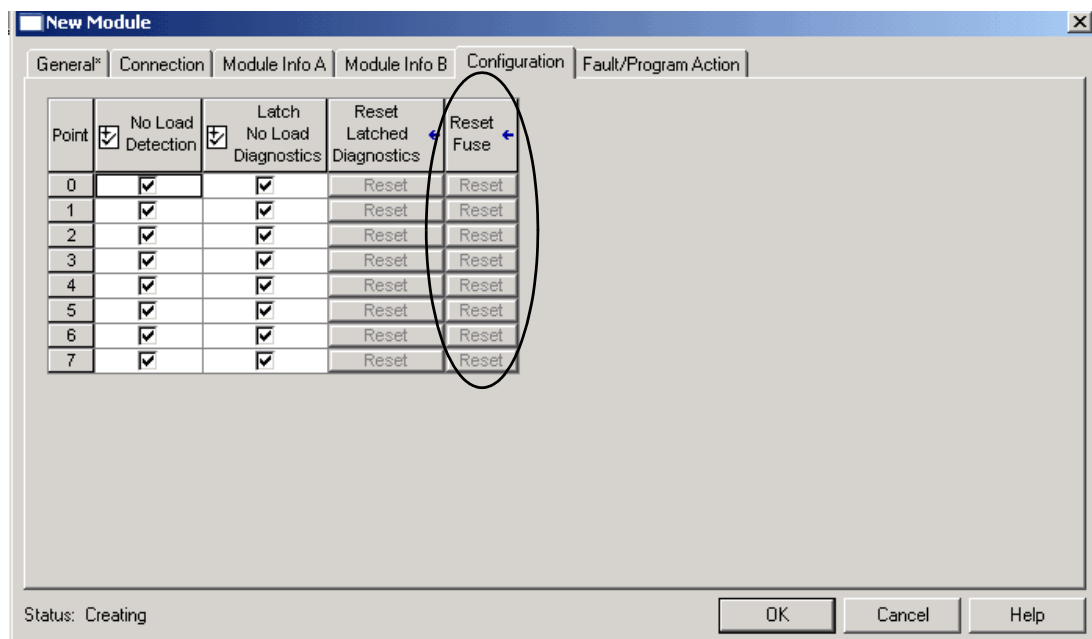 New Module
General* Connection Module Info A Module Info B Configuration Fault/Program Action
Point No Load Detection Latch No Load Diagnostics Reset Latched Diagnostics Reset Fuse
0 Reset Reset
1 Reset Reset
2 Reset Reset
3 Reset Reset
4 Reset Reset
5 Reset Reset
6 Reset Reset
7 Reset Reset
Status: Creating OK Cancel Help